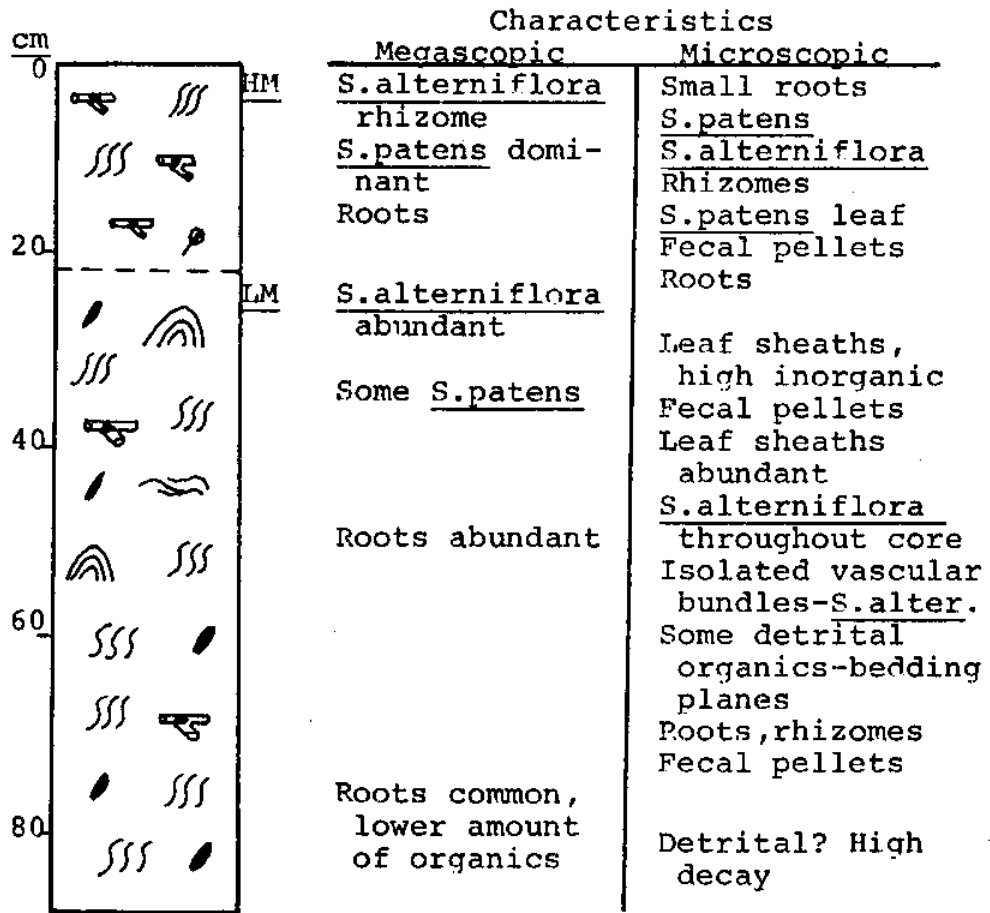 Characteristics
cm
Megascopic
Microscopic
0
HM
S.alterniflora
rhizome
S.patens domi-
nant
Roots
20
LM
S.alterniflora
abundant
Some S.patens
40
Roots abundant
60
Roots common,
lower amount
of organics
80
Small roots
S.patens
S.alterniflora
Rhizomes
S.patens leaf
Fecal pellets
Roots
Leaf sheaths,
high inorganic
Fecal pellets
Leaf sheaths
abundant
S.alterniflora
throughout core
Isolated vascular
bundles-S.alter.
Some detrital
organics-bedding
planes
Roots,rhizomes
Fecal pellets
Detrital? High
decay